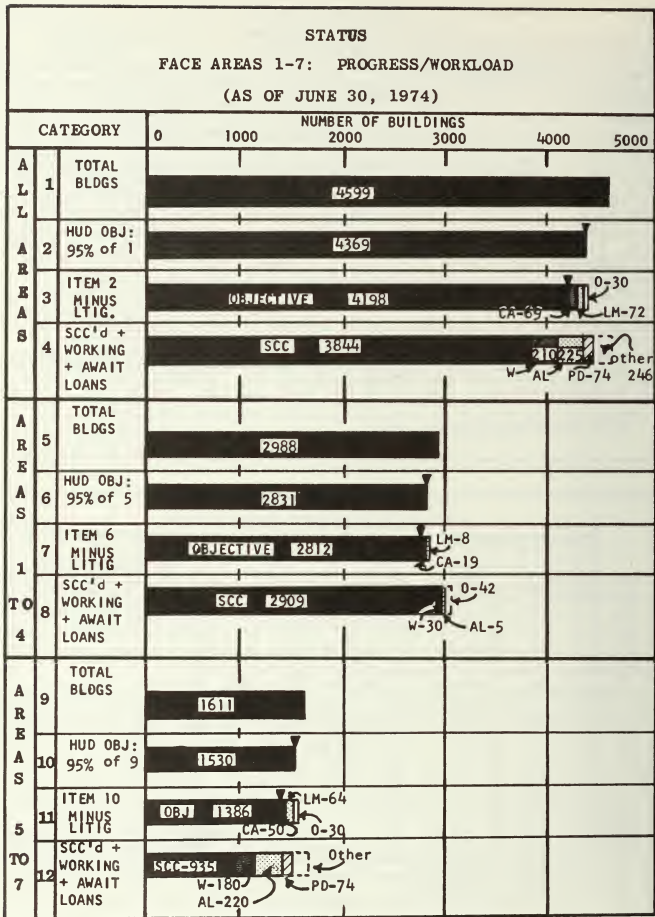 STATUS
FACE AREAS 1-7: PROGRESS/WORKLOAD
(AS OF JUNE 30, 1974)
CATEGORY
NUMBER OF BUILDINGS
0 1000 2000 3000 4000 5000
ALL AREAS
1 TOTAL BLDGS
4599
2 HUD OBJ: 95% of 1
4369
3 ITEM 2 MINUS LTIG.
OBJECTIVE 4198
CA-69
LM-72
O-30
4 SCC'd + WORKING + AWAIT LOANS
SCC 3844
210 225
W
AL
PD-74
Other 246
AREAS 1 TO 4
5 TOTAL BLDGS
2988
6 HUD OBJ: 95% of 5
2831
7 ITEM 6 MINUS LITIG
OBJECTIVE 2812
LM-8
CA-19
8 SCC'd + WORKING + AWAIT LOANS
SCC 2909
W-30
AL-5
O-42
AREAS 5 TO 7
9 TOTAL BLDGS
1611
10 HUD OBJ: 95% of 9
1530
11 ITEM 10 MINUS LITIG
OBJ 1386
CA-50
LM-64
O-30
12 SCC'd + WORKING + AWAIT LOANS
SCC-935
W-180
AL-220
PD-74
Other